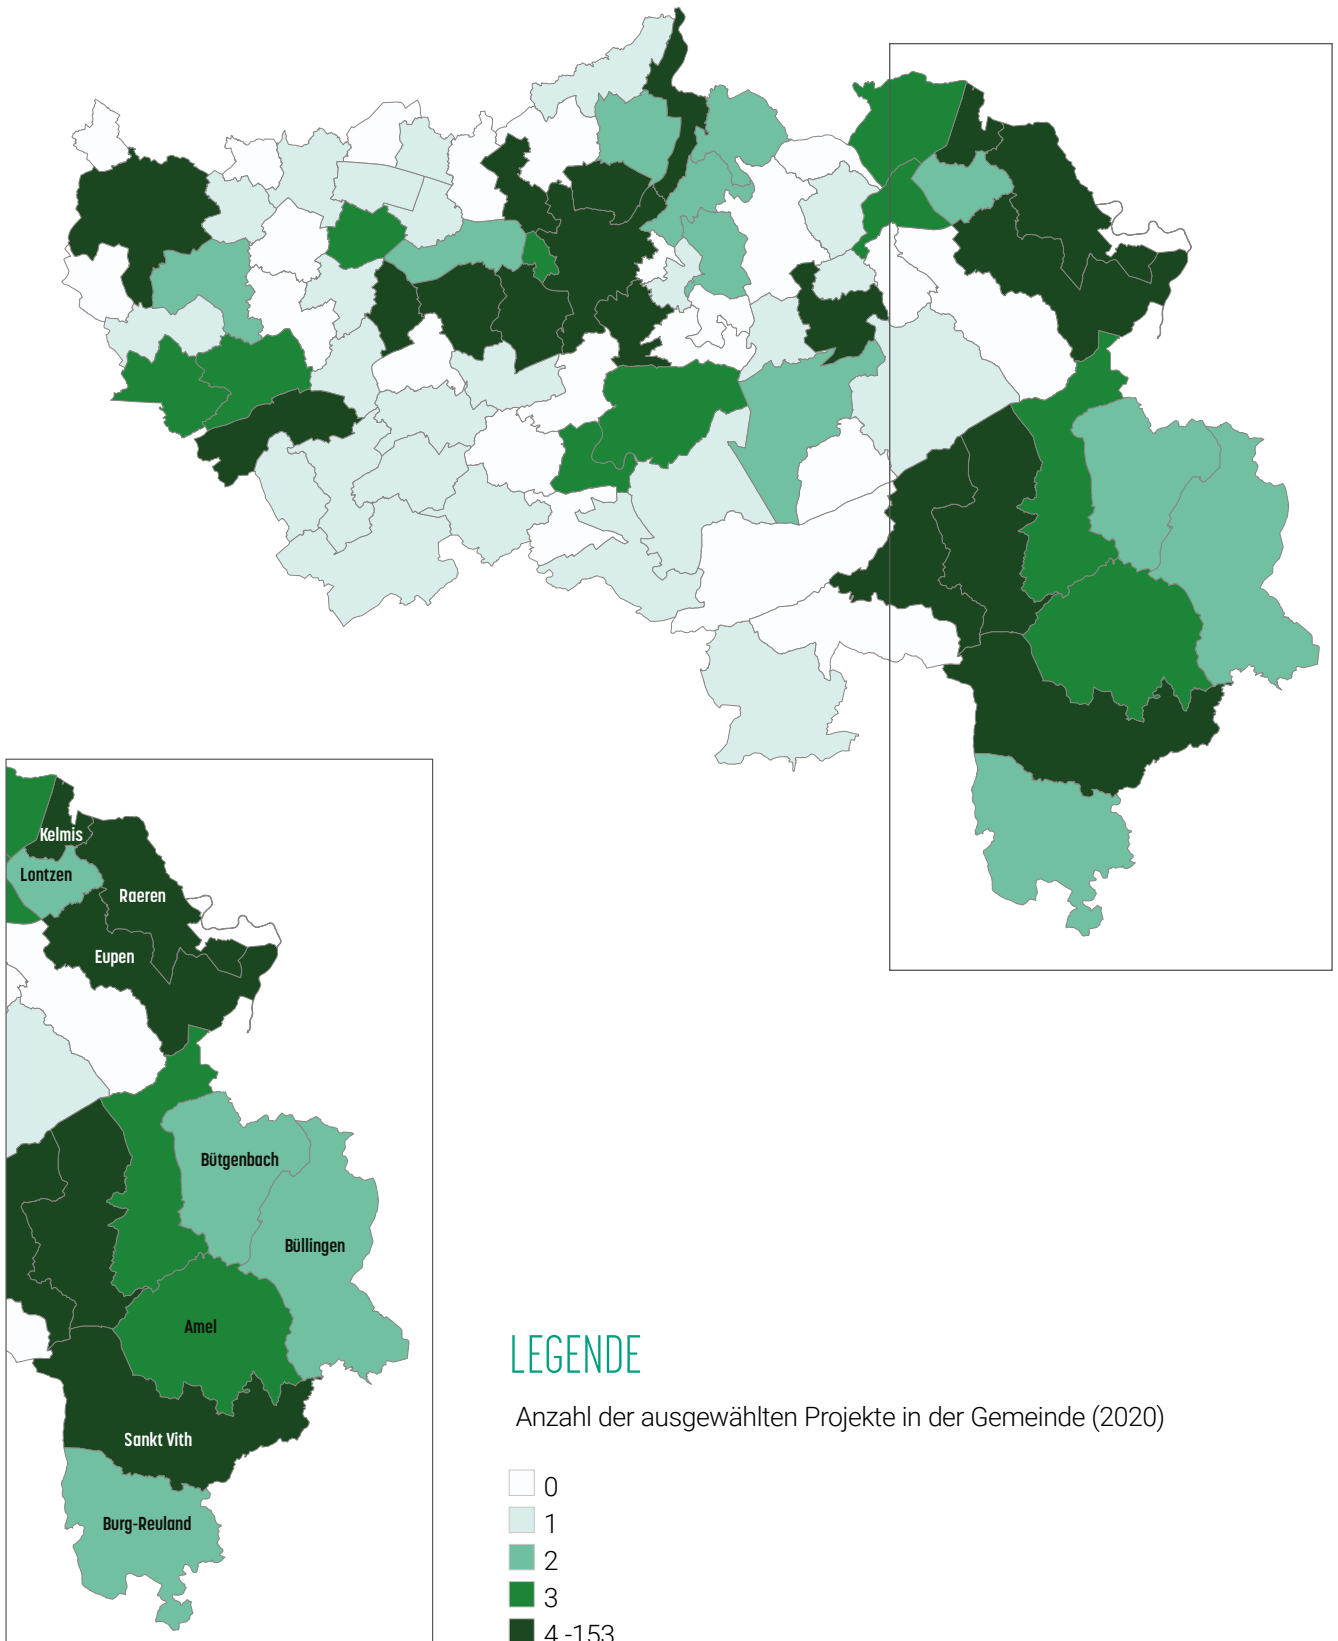 Kelmis
Lontzen
Raeren
Eupen
Bütgenbach
Büllingen
Amel
Sankt Vith
Burg-Reuland
LEGENDE
Anzahl der ausgewählten Projekte in der Gemeinde (2020)
0
1
2
3
4 -153